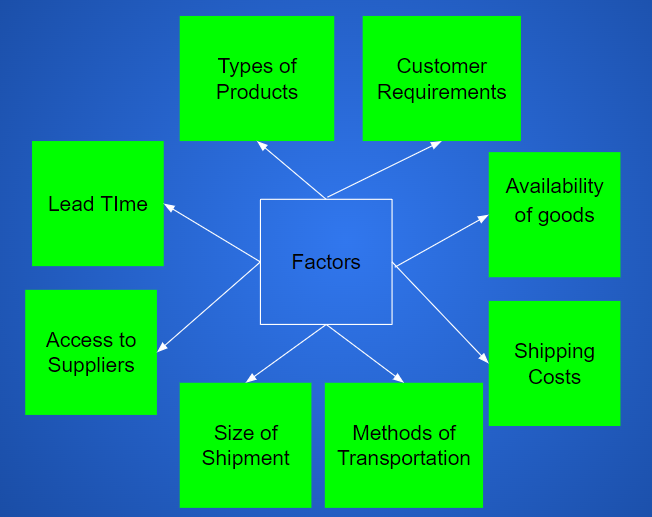 Types of
Products
Customer
Requirements
Lead TIme
Availability
of goods
Factors
Access to
Suppliers
Shipping
Costs
Size of
Shipment
Methods of
Transportation